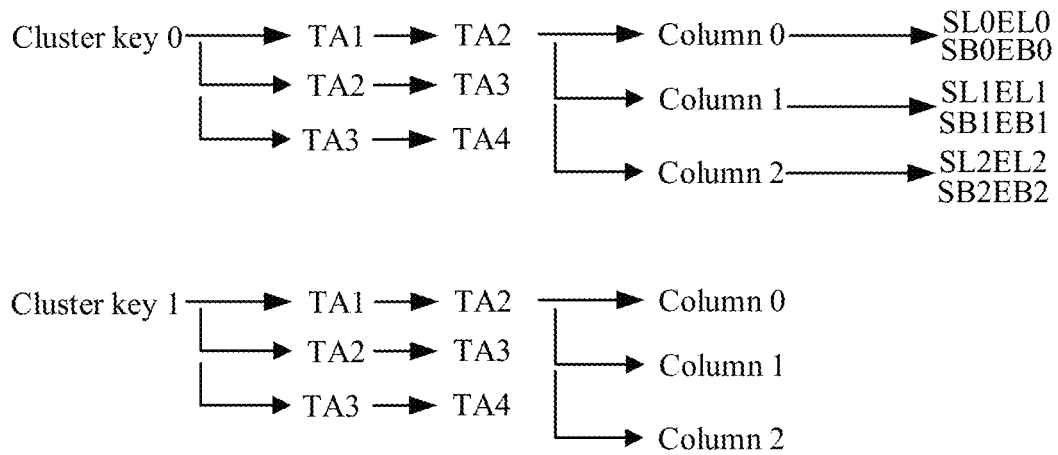 Cluster key 0 TA1 TA2 Column 0 SL0EL0
SB0EB0
TA2 TA3 Column 1 SL1EL1
SB1EB1
TA3 TA4 Column 2 SL2EL2
SB2EB2
Cluster key 1 TA1 TA2 Column 0
TA2 TA3 Column 1
TA3 TA4 Column 2